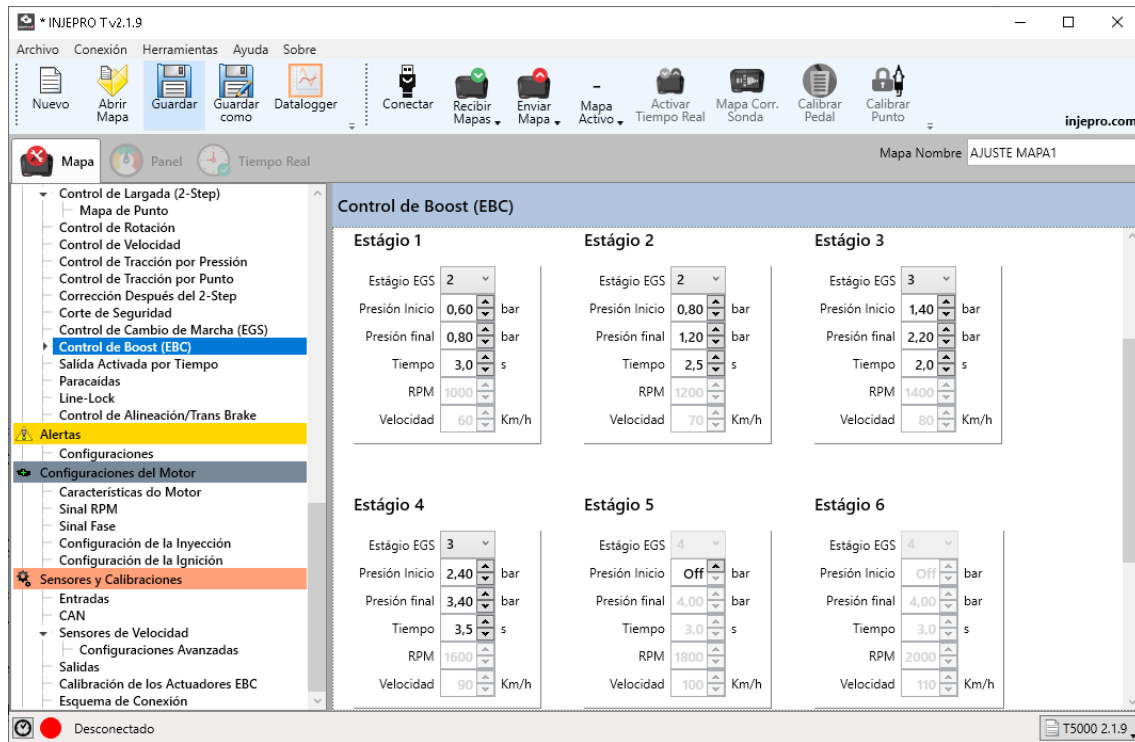 * INJEPRO T v2.1.9
Archivo Conexión Herramientas Ayuda Sobre
Nuevo Abrir Mapa Guardar Guardar como Datalogger Conectar Recibir Mapas Enviar Mapa Mapa Activo Activar Tiempo Real Mapa Corr. Sonda Calibrar Pedal Calibrar Punto
injepro.com
Mapa Panel Tiempo Real Mapa Nombre AJUSTE MAPA1
Control de Largada (2-Step)
Mapa de Punto
Control de Rotación
Control de Velocidad
Control de Tracción por Pressión
Control de Tracción por Punto
Corrección Después del 2-Step
Corte de Seguridad
Control de Cambio de Marcha (EGS)
Control de Boost (EBC)
Salída Activada por Tiempo
Paracaídas
Line-Lock
Control de Alineación/Trans Brake
Alertas
Configuraciones
Configuraciones del Motor
Características do Motor
Sinal RPM
Sinal Fase
Configuración de la Inyección
Configuración de la Ignición
Sensores y Calibraciones
Entradas
CAN
Sensores de Velocidad
Configuraciones Avanzadas
Salidas
Calibración de los Actuadores EBC
Esquema de Conexión
Control de Boost (EBC)
Estágio 1
Estágio EGS 2
Presión Inicio 0,60 bar
Presión final 0,80 bar
Tiempo 3,0 s
RPM 1000
Velocidad 60 Km/h
Estágio 2
Estágio EGS 2
Presión Inicio 0,80 bar
Presión final 1,20 bar
Tiempo 2,5 s
RPM 1200
Velocidad 70 Km/h
Estágio 3
Estágio EGS 3
Presión Inicio 1,40 bar
Presión final 2,20 bar
Tiempo 2,0 s
RPM 1400
Velocidad 80 Km/h
Estágio 4
Estágio EGS 3
Presión Inicio 2,40 bar
Presión final 3,40 bar
Tiempo 3,5 s
RPM 1600
Velocidad 90 Km/h
Estágio 5
Estágio EGS 4
Presión Inicio Off bar
Presión final 4,00 bar
Tiempo 3,0 s
RPM 1800
Velocidad 100 Km/h
Estágio 6
Estágio EGS 4
Presión Inicio Off bar
Presión final 4,00 bar
Tiempo 3,0 s
RPM 2000
Velocidad 110 Km/h
Desconectado
T5000 2.1.9